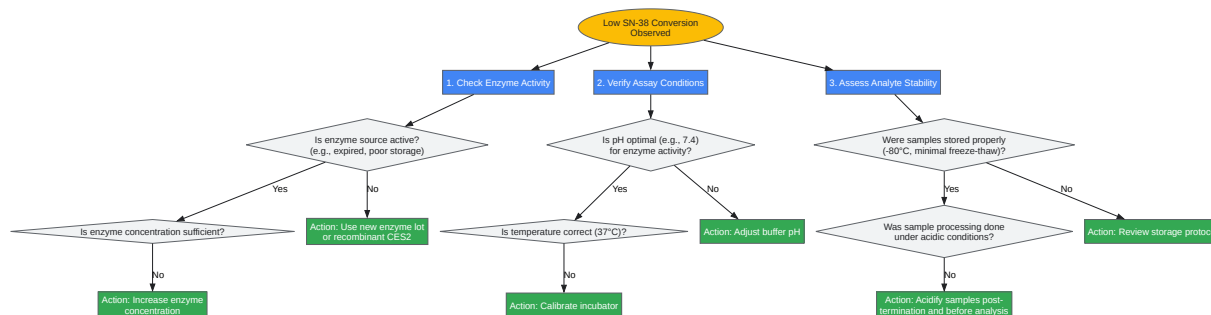 Low SN-38 Conversion
Observed
1. Check Enzyme Activity
2. Verify Assay Conditions
3. Assess Analyte Stability
Is enzyme source active?
(e.g., expired, poor storage)
Is pH optimal (e.g., 7.4)
for enzyme activity?
Were samples stored properly
(-80°C, minimal freeze-thaw)?
Yes
No
Yes
No
Yes
No
Is enzyme concentration sufficient?
Action: Use new enzyme lot
or recombinant CES2
Is temperature correct (37°C)?
Action: Adjust buffer pH
Was sample processing done
under acidic conditions?
Action: Review storage protoc
No
No
No
Action: Increase enzyme
concentration
Action: Calibrate incubator
Action: Acidify samples post-
termination and before analysis